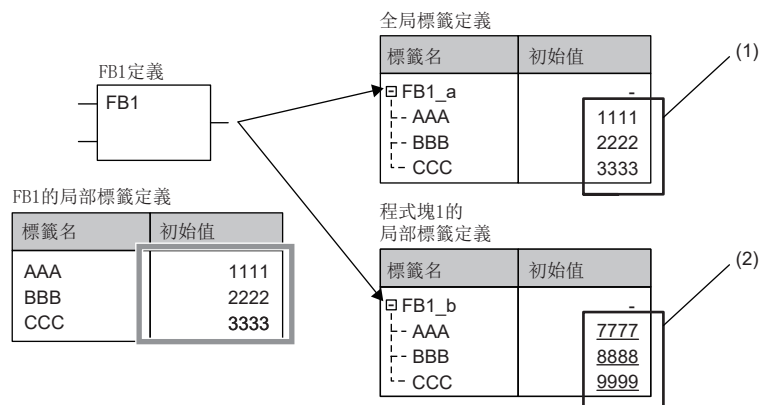 FB1定義
FB1
FB1的局部標籤定義
標籤名 初始值
AAA 1111
BBB 2222
CCC 3333
全局標籤定義
標籤名 初始值
FB1_a -
AAA 1111
BBB 2222
CCC 3333
(1)
程式塊1的
局部標籤定義
標籤名 初始值
FB1_b -
AAA 7777
BBB 8888
CCC 9999
(2)